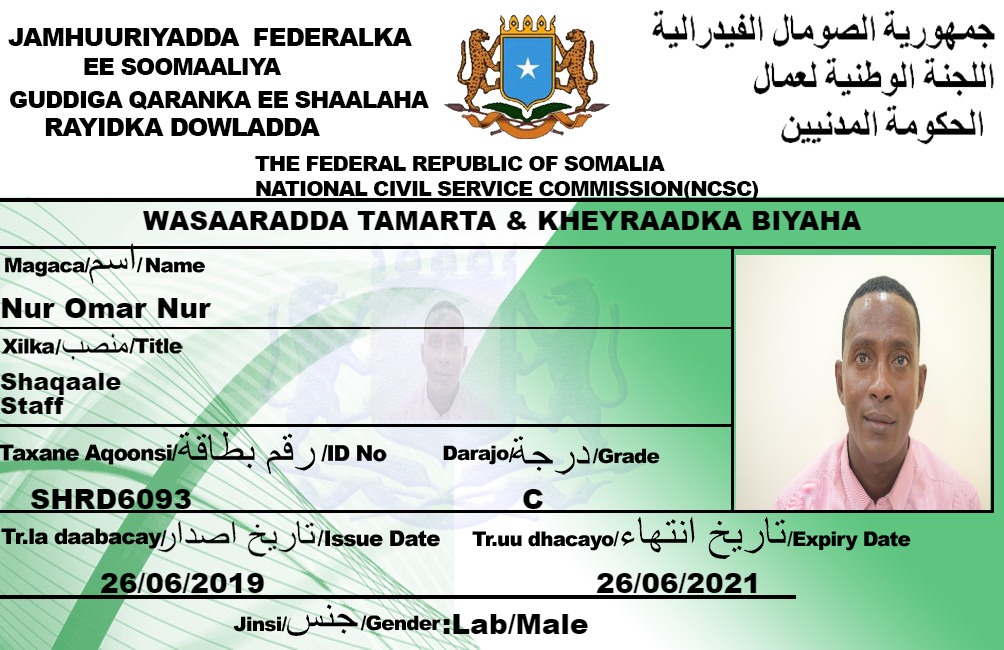 JAMHUURIYADDA FEDERALKA
EE SOOMAALIYA
GUDDIGA QARANKA EE SHAALAHA
RAYIDKA DOWLADDA
جمهورية الصومال الفيدرالية
اللجنة الوطنية لعمال
الحكومة المدنيين
THE FEDERAL REPUBLIC OF SOMALIA
NATIONAL CIVIL SERVICE COMMISSION(NCSC)
WASAARADDA TAMARTA & KHEYRAADKA BIYAHA
Magaca/اسم/Name
Nur Omar Nur
Xilka/منصب/Title
Shaqaale
Staff
Taxane Aqoonsi/رقم بطاقة/ID No Darajo/درجة/Grade
SHRD6093 C
Tr.la daabacay/تاريخ اصدار/Issue Date Tr.uu dhacayo/تاريخ انتهاء/Expiry Date
26/06/2019 26/06/2021
Jinsi/جنس/Gender:Lab/Male